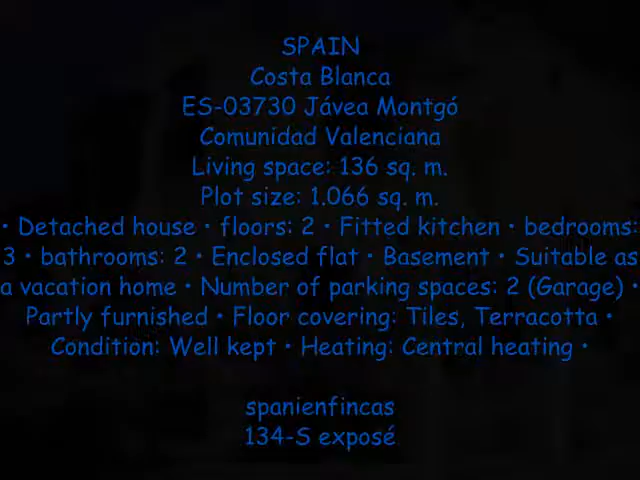 SPAIN
Costa Blanca
ES-03730 Jávea Montgó
Comunidad Valenciana
Living space: 136 sq. m.
Plot size: 1.066 sq. m.
• Detached house • floors: 2 • Fitted kitchen • bedrooms:
3 • bathrooms: 2 • Enclosed flat • Basement • Suitable as
a vacation home • Number of parking spaces: 2 (Garage) •
Partly furnished • Floor covering: Tiles, Terracotta •
Condition: Well kept • Heating: Central heating •
spanienfincas
134-S exposé